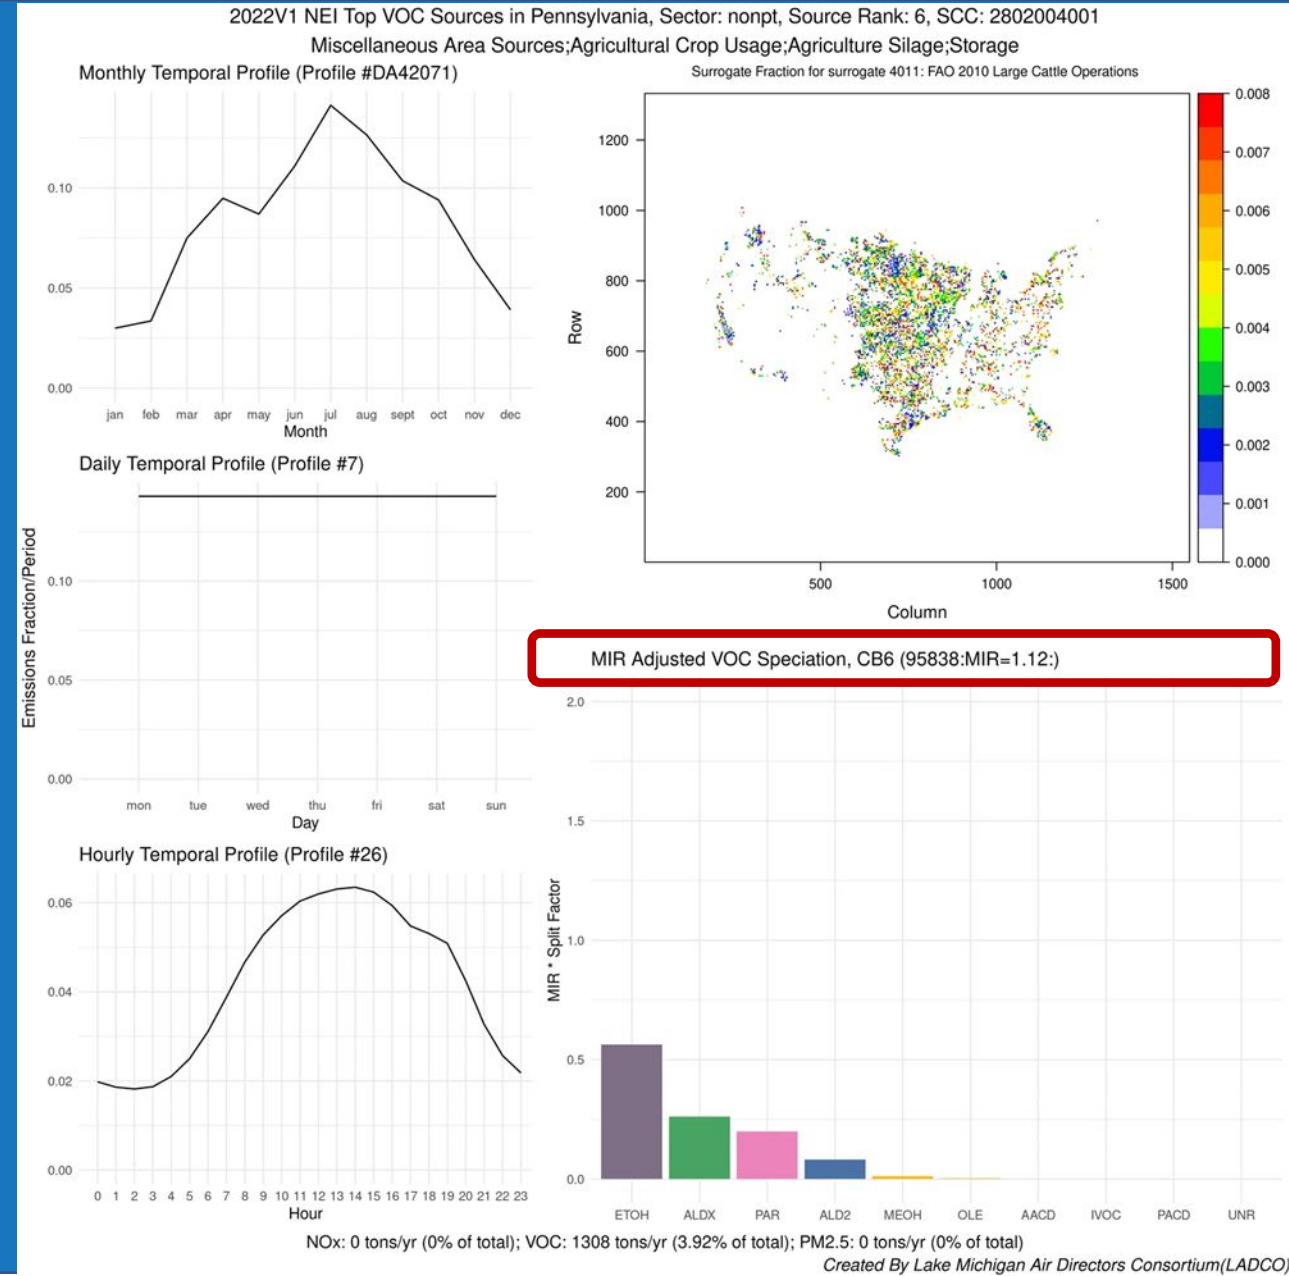 2022V1 NEI Top VOC Sources in Pennsylvania, Sector: nonpt, Source Rank: 6, SCC: 2802004001
Miscellaneous Area Sources;Agricultural Crop Usage;Agriculture Silage;Storage
Monthly Temporal Profile (Profile #DA42071)
0.10
0.05
0.00
jan feb mar apr may jun jul aug sept oct nov dec
Month
Surrogate Fraction for surrogate 4011: FAO 2010 Large Cattle Operations
Row
1200
1000
800
600
400
200
500 1000 1500
Column
0.008
0.007
0.006
0.005
0.004
0.003
0.002
0.001
0.000
Daily Temporal Profile (Profile #7)
Emissions Fraction/Period
0.10
0.05
0.00
mon tue wed thu fri sat sun
Day
MIR Adjusted VOC Speciation, CB6 (95838:MIR=1.12:)
Hourly Temporal Profile (Profile #26)
0.06
0.04
0.02
0.00
0 1 2 3 4 5 6 7 8 9 10 11 12 13 14 15 16 17 18 19 20 21 22 23
Hour
MIR * Split Factor
2.0
1.5
1.0
0.5
0.0
ETOH ALDX PAR ALD2 MEOH OLE AACD IVOC PACD UNR
NOx: 0 tons/yr (0% of total); VOC: 1308 tons/yr (3.92% of total); PM2.5: 0 tons/yr (0% of total)
Created By Lake Michigan Air Directors Consortium(LADCO)